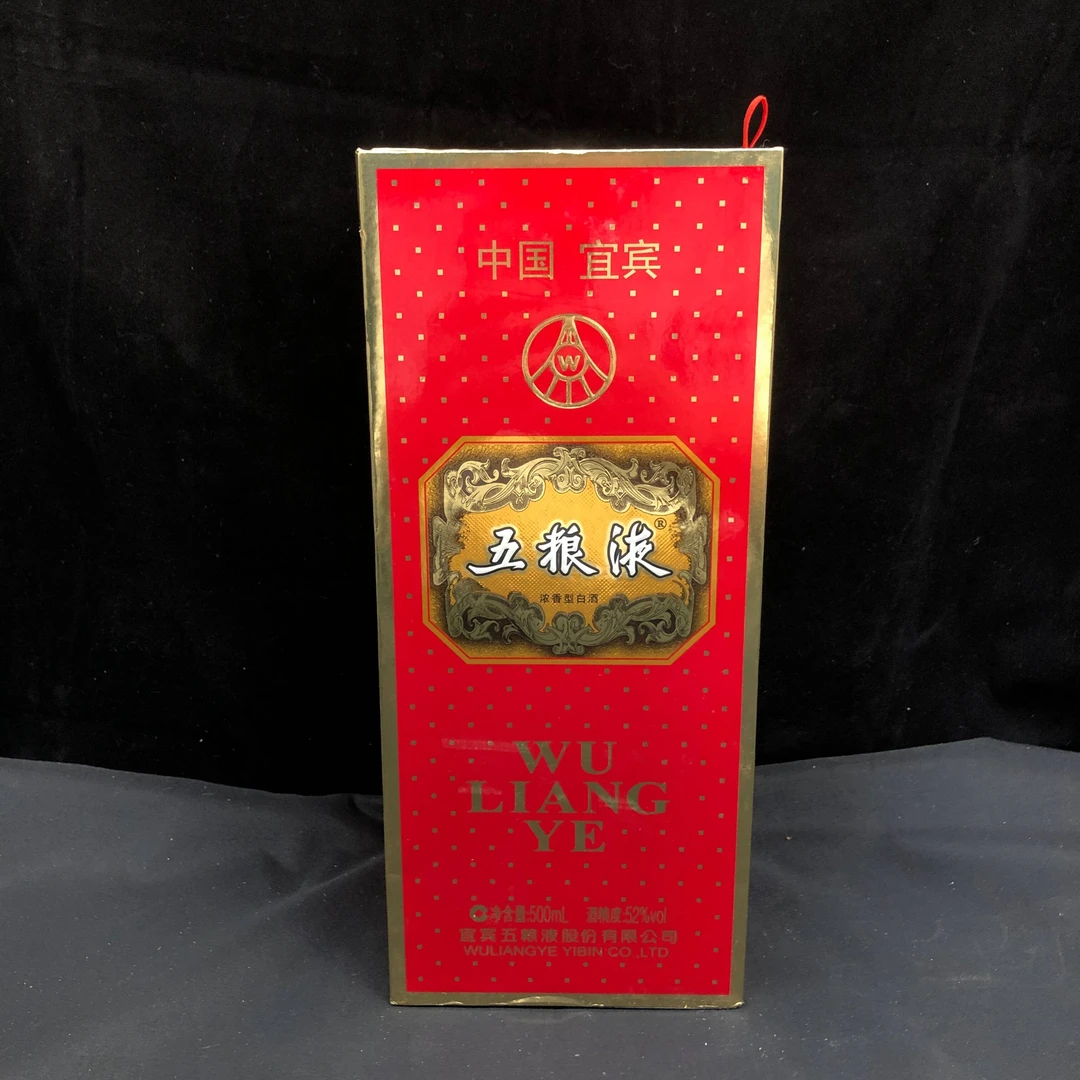 中国 宜宾
W
五粮液®
浓香型白酒
WU
LIANG
YE
净含量:500mL 酒精度:52%vol
宜宾五粮液股份有限公司
WULIANGYE YIBIN CO.,LTD